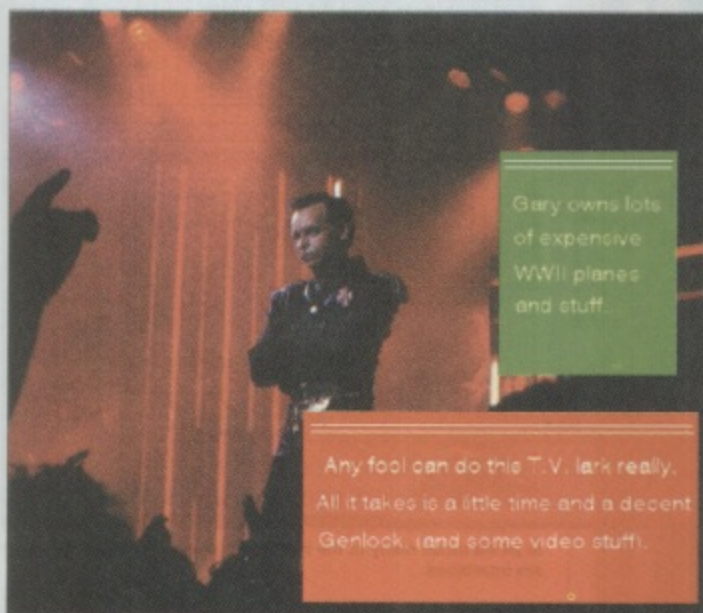 Gary owns lots
of expensive
WWII planes
and stuff.
Any fool can do this T.V. lark really.
All it takes is a little time and a decent
Genlock. (and some video stuff).